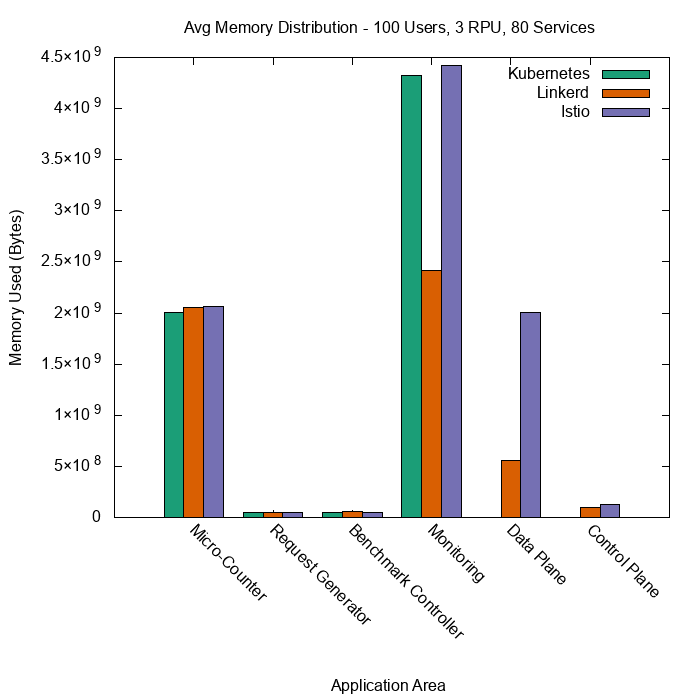 Avg Memory Distribution - 100 Users, 3 RPU, 80 Services
4.5×10⁹
4×10⁹
3.5×10⁹
3×10⁹
2.5×10⁹
2×10⁹
1.5×10⁹
1×10⁹
5×10⁸
0
Memory Used (Bytes)
Kubernetes
Linkerd
Istio
Micro-Counter
Request Generator
Benchmark Controller
Monitoring
Data Plane
Control Plane
Application Area